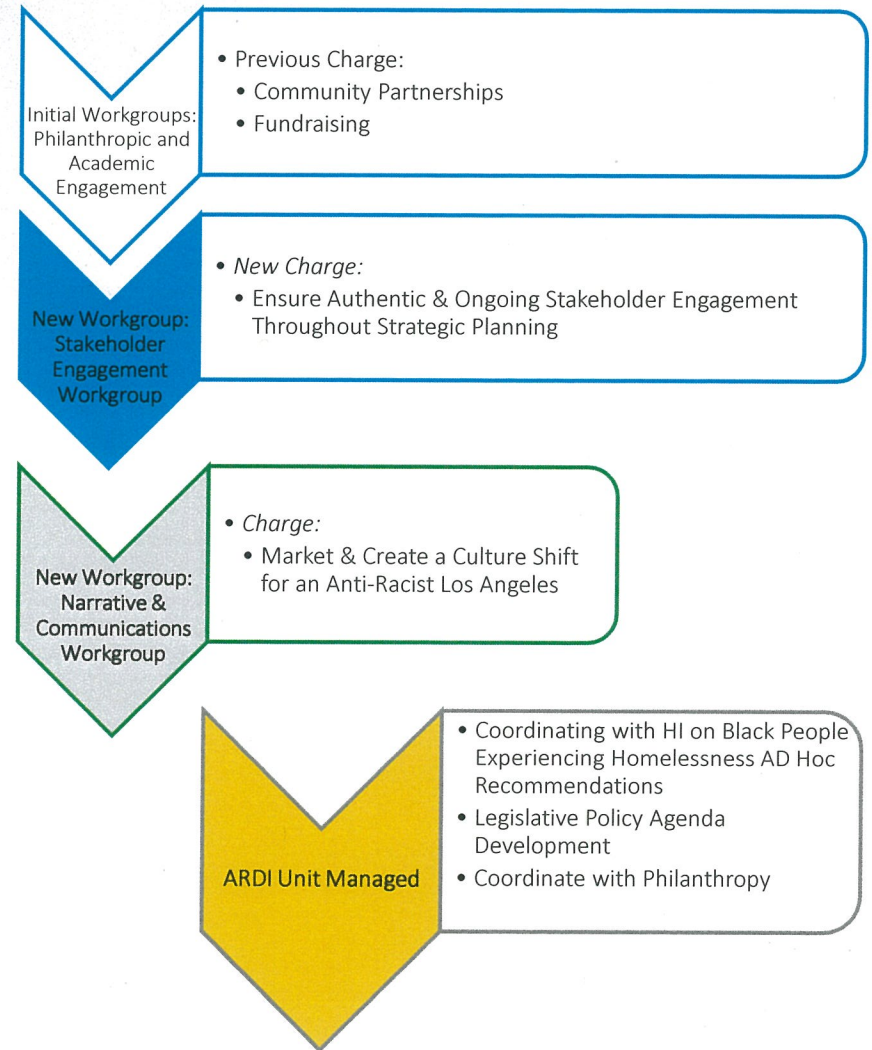 Initial Workgroups:
Philanthropic and
Academic
Engagement
• Previous Charge:
• Community Partnerships
• Fundraising
New Workgroup:
Stakeholder
Engagement
Workgroup
• New Charge:
• Ensure Authentic & Ongoing Stakeholder Engagement
Throughout Strategic Planning
New Workgroup:
Narrative &
Communications
Workgroup
• Charge:
• Market & Create a Culture Shift
for an Anti-Racist Los Angeles
ARDI Unit Managed
• Coordinating with HI on Black People
Experiencing Homelessness AD Hoc
Recommendations
• Legislative Policy Agenda
Development
• Coordinate with Philanthropy